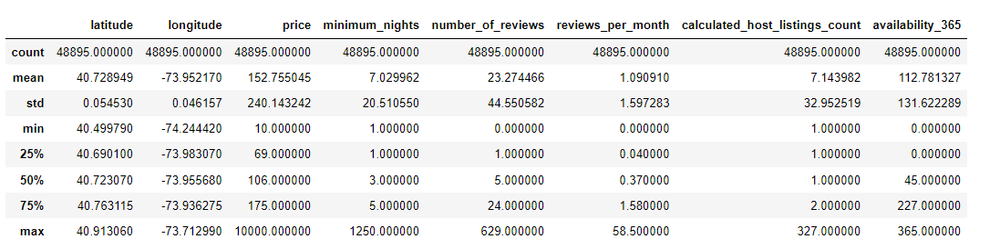 latitude longitude price minimum_nights number_of_reviews reviews_per_month calculated_host_listings_count availability_365
count 48895.000000 48895.000000 48895.000000 48895.000000 48895.000000 48895.000000 48895.000000 48895.000000
mean 40.728949 -73.952170 152.755045 7.029962 23.274466 1.090910 7.143982 112.781327
std 0.054530 0.046157 240.143242 20.510550 44.550582 1.597283 32.952519 131.622289
min 40.499790 -74.244420 10.000000 1.000000 0.000000 0.000000 1.000000 0.000000
25% 40.690100 -73.983070 69.000000 1.000000 1.000000 0.040000 1.000000 0.000000
50% 40.723070 -73.955680 106.000000 3.000000 5.000000 0.370000 1.000000 45.000000
75% 40.763115 -73.936275 175.000000 5.000000 24.000000 1.580000 2.000000 227.000000
max 40.913060 -73.712990 10000.000000 1250.000000 629.000000 58.500000 327.000000 365.000000